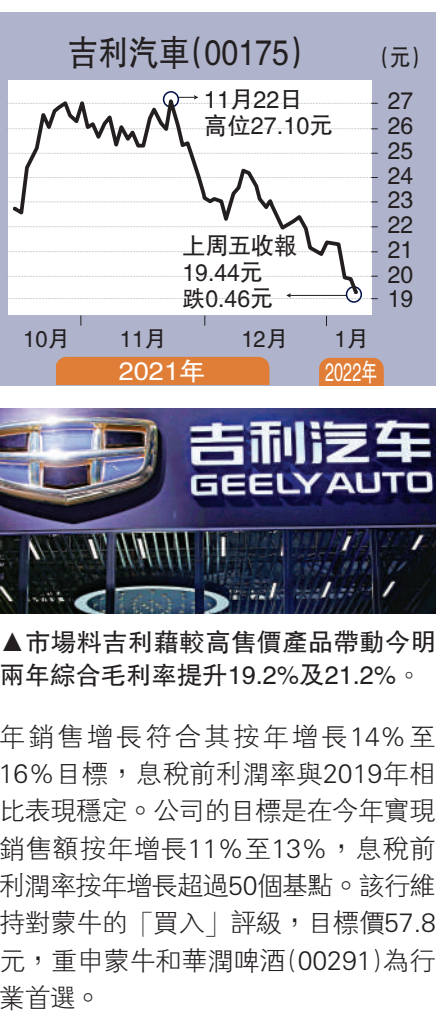 吉利汽車(00175)
(元)
11月22日
高位27.10元
27
26
25
24
23
22
21
20
19
上周五收報
19.44元
跌0.46元
10月 11月 12月 1月
2021年 2022年
吉利汽车
GEELY AUTO
▲市場料吉利藉較高售價產品帶動今明
兩年綜合毛利率提升19.2%及21.2%。
年銷售增長符合其按年增長14%至
16%目標，息稅前利潤率與2019年相
比表現穩定。公司的目標是在今年實現
銷售額按年增長11%至13%，息稅前
利潤率按年增長超過50個基點。該行維
持對蒙牛的「買入」評級，目標價57.8
元，重申蒙牛和華潤啤酒(00291)為行
業首選。